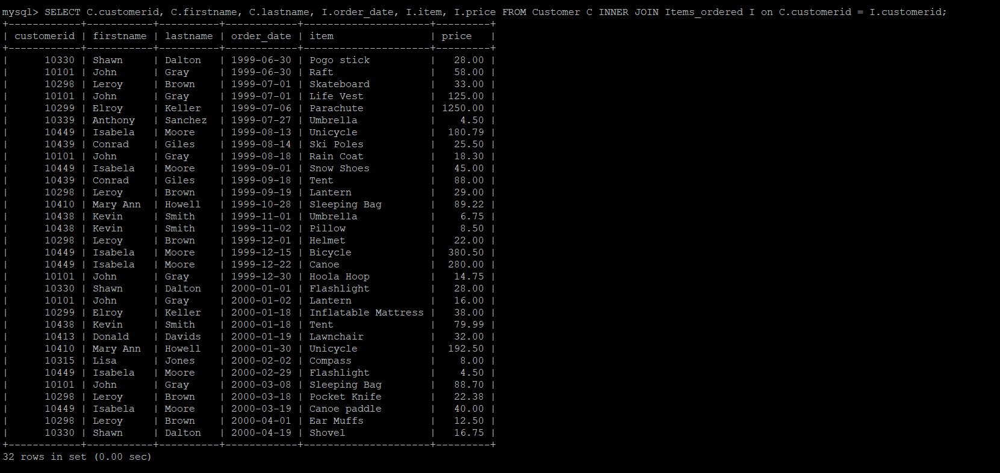 mysql> SELECT C.customerid, C.firstname, C.lastname, I.order_date, I.item, I.price FROM Customer C INNER JOIN Items_ordered I on C.customerid = I.customerid;
+------------+-----------+----------+------------+---------------------+---------+
| customerid | firstname | lastname | order_date | item                | price   |
+------------+-----------+----------+------------+---------------------+---------+
|      10330 | Shawn     | Dalton   | 1999-06-30 | Pogo stick          |   28.00 |
|      10101 | John      | Gray     | 1999-06-30 | Raft                |   58.00 |
|      10298 | Leroy     | Brown    | 1999-07-01 | Skateboard          |   33.00 |
|      10101 | John      | Gray     | 1999-07-01 | Life Vest           |  125.00 |
|      10299 | Elroy     | Keller   | 1999-07-06 | Parachute           | 1250.00 |
|      10339 | Anthony   | Sanchez  | 1999-07-27 | Umbrella            |    4.50 |
|      10449 | Isabela   | Moore    | 1999-08-13 | Unicycle            |  180.79 |
|      10439 | Conrad    | Giles    | 1999-08-14 | Ski Poles           |   25.50 |
|      10101 | John      | Gray     | 1999-08-18 | Rain Coat           |   18.30 |
|      10449 | Isabela   | Moore    | 1999-09-01 | Snow Shoes          |   45.00 |
|      10439 | Conrad    | Giles    | 1999-09-18 | Tent                |   88.00 |
|      10298 | Leroy     | Brown    | 1999-09-19 | Lantern             |   29.00 |
|      10410 | Mary Ann  | Howell   | 1999-10-28 | Sleeping Bag        |   89.22 |
|      10438 | Kevin     | Smith    | 1999-11-01 | Umbrella            |    6.75 |
|      10438 | Kevin     | Smith    | 1999-11-02 | Pillow              |    8.50 |
|      10298 | Leroy     | Brown    | 1999-12-01 | Helmet              |   22.00 |
|      10449 | Isabela   | Moore    | 1999-12-15 | Bicycle             |  380.50 |
|      10449 | Isabela   | Moore    | 1999-12-22 | Canoe               |  280.00 |
|      10101 | John      | Gray     | 1999-12-30 | Hoola Hoop          |   14.75 |
|      10330 | Shawn     | Dalton   | 2000-01-01 | Flashlight          |   28.00 |
|      10101 | John      | Gray     | 2000-01-02 | Lantern             |   16.00 |
|      10299 | Elroy     | Keller   | 2000-01-18 | Inflatable Mattress |   38.00 |
|      10438 | Kevin     | Smith    | 2000-01-18 | Tent                |   79.99 |
|      10413 | Donald    | Davids   | 2000-01-19 | Lawnchair           |   32.00 |
|      10410 | Mary Ann  | Howell   | 2000-01-30 | Unicycle            |  192.50 |
|      10315 | Lisa      | Jones    | 2000-02-02 | Compass             |    8.00 |
|      10449 | Isabela   | Moore    | 2000-02-29 | Flashlight          |    4.50 |
|      10101 | John      | Gray     | 2000-03-08 | Sleeping Bag        |   88.70 |
|      10298 | Leroy     | Brown    | 2000-03-18 | Pocket Knife        |   22.38 |
|      10449 | Isabela   | Moore    | 2000-03-19 | Canoe paddle        |   40.00 |
|      10298 | Leroy     | Brown    | 2000-04-01 | Ear Muffs           |   12.50 |
|      10330 | Shawn     | Dalton   | 2000-04-19 | Shovel              |   16.75 |
+------------+-----------+----------+------------+---------------------+---------+
32 rows in set (0.00 sec)